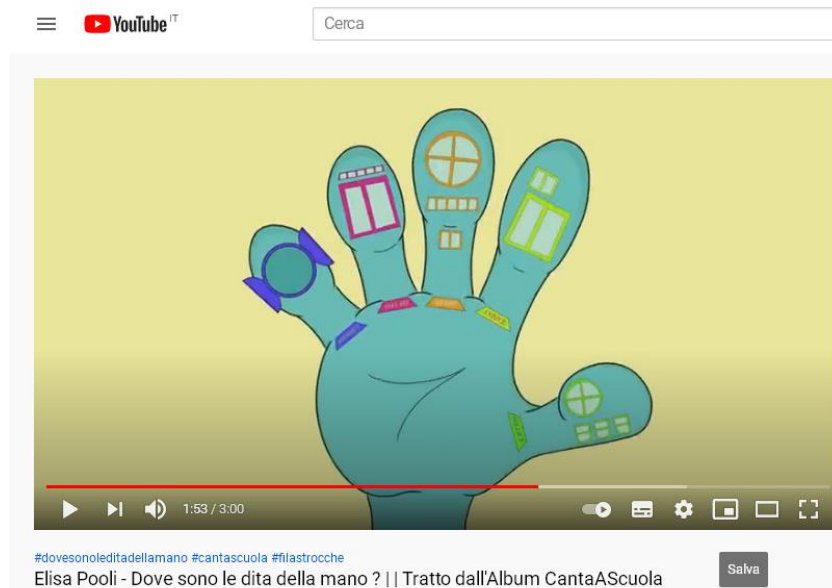 YouTube IT
Cerca
1:53 / 3:00
#dovesonoleditadellamano #cantascuola #filastrocche
Elisa Pooli - Dove sono le dita della mano ? | | Tratto dall'Album CantaAScuola
Salva